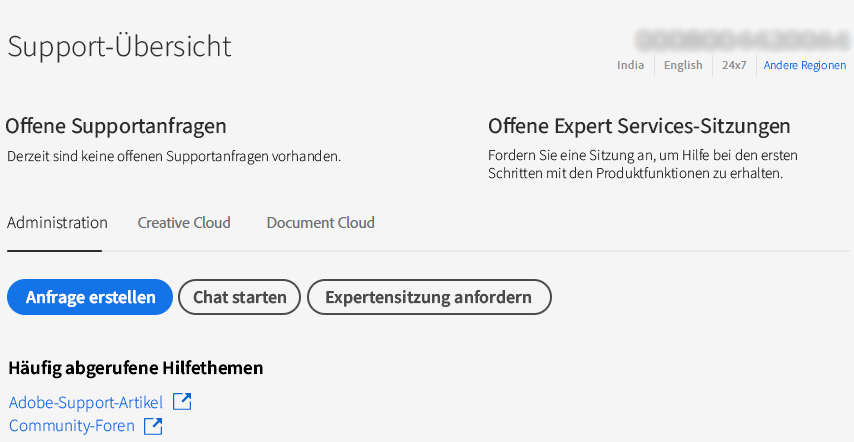 Support-Übersicht
India
English
24x7
Andere Regionen
Offene Supportanfragen
Derzeit sind keine offenen Supportanfragen vorhanden.
Offene Expert Services-Sitzungen
Fordern Sie eine Sitzung an, um Hilfe bei den ersten
Schritten mit den Produktfunktionen zu erhalten.
Administration
Creative Cloud
Document Cloud
Anfrage erstellen
Chat starten
Expertensitzung anfordern
Häufig abgerufene Hilfethemen
Adobe-Support-Artikel
Community-Foren